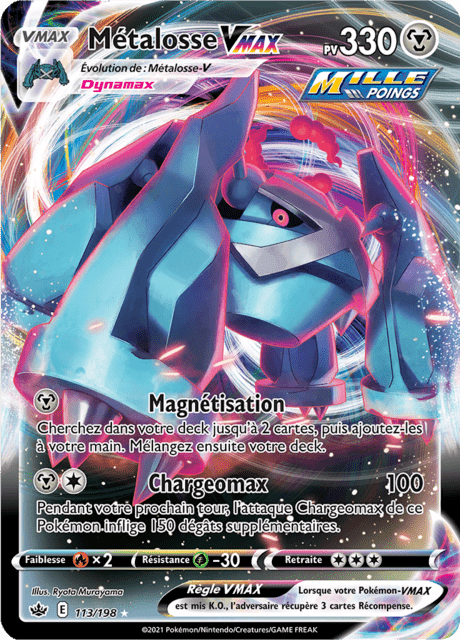 VMAX
Métalosse VMAX
PV 330
Évolution de : Métalosse-V
Dynamax
MILLE POINGS
Magnétisation
Cherchez dans votre deck jusqu'à 2 cartes, puis ajoutez-les
à votre main. Mélangez ensuite votre deck.
Chargeomax 100
Pendant votre prochain tour, l'attaque Chargeomax de ce
Pokémon inflige 150 dégâts supplémentaires.
Faiblesse ×2 Résistance -30 Retraite
Illus. Ryota Murayama
E 113/198
Règle VMAX Lorsque votre Pokémon-VMAX
est mis K.O., l'adversaire récupère 3 cartes Récompense.
©2021 Pokémon/Nintendo/Creatures/GAME FREAK